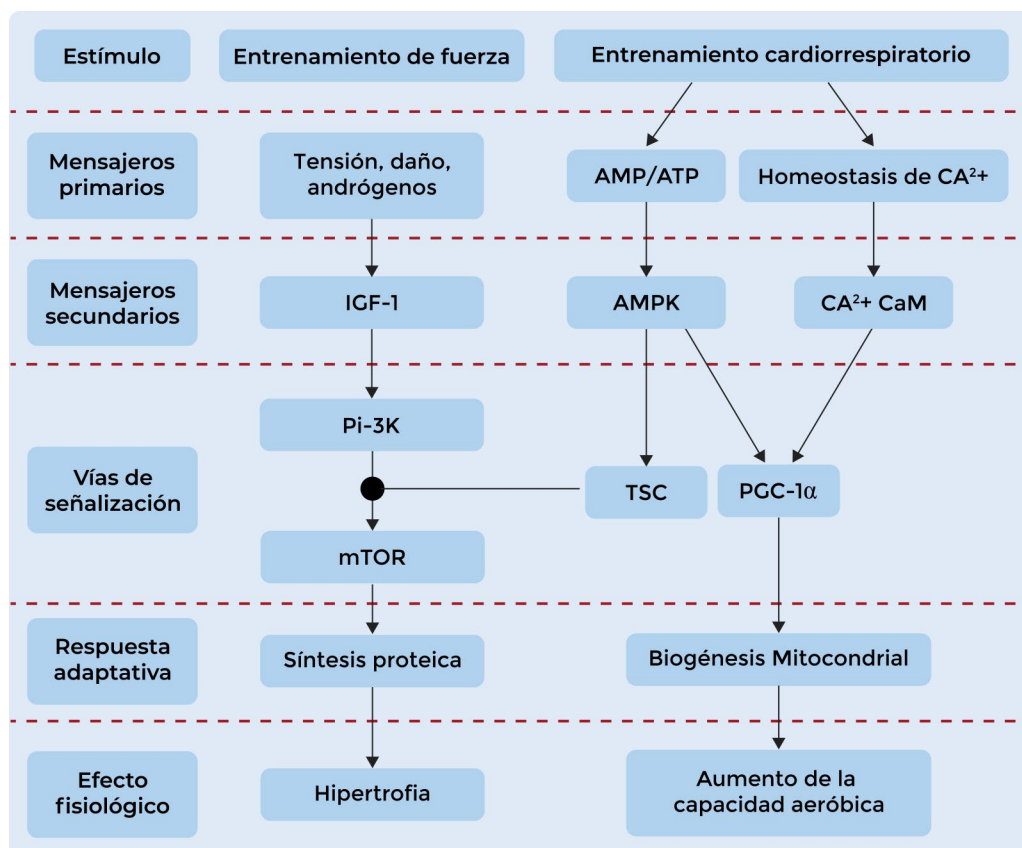 Estímulo
Entrenamiento de fuerza
Entrenamiento cardiorrespiratorio
Mensajeros
primarios
Tensión, daño,
andrógenos
AMP/ATP
Homeostasis de CA²+
Mensajeros
secundarios
IGF-1
AMPK
CA²+ CaM
Vías de
señalización
Pi-3K
TSC
PGC-1α
mTOR
Respuesta
adaptativa
Síntesis proteica
Biogénesis Mitocondrial
Efecto
fisiológico
Hipertrofia
Aumento de la
capacidad aeróbica